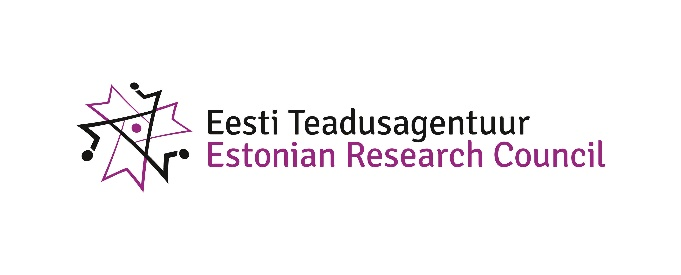 Eesti Teadusagentuur
Estonian Research Council